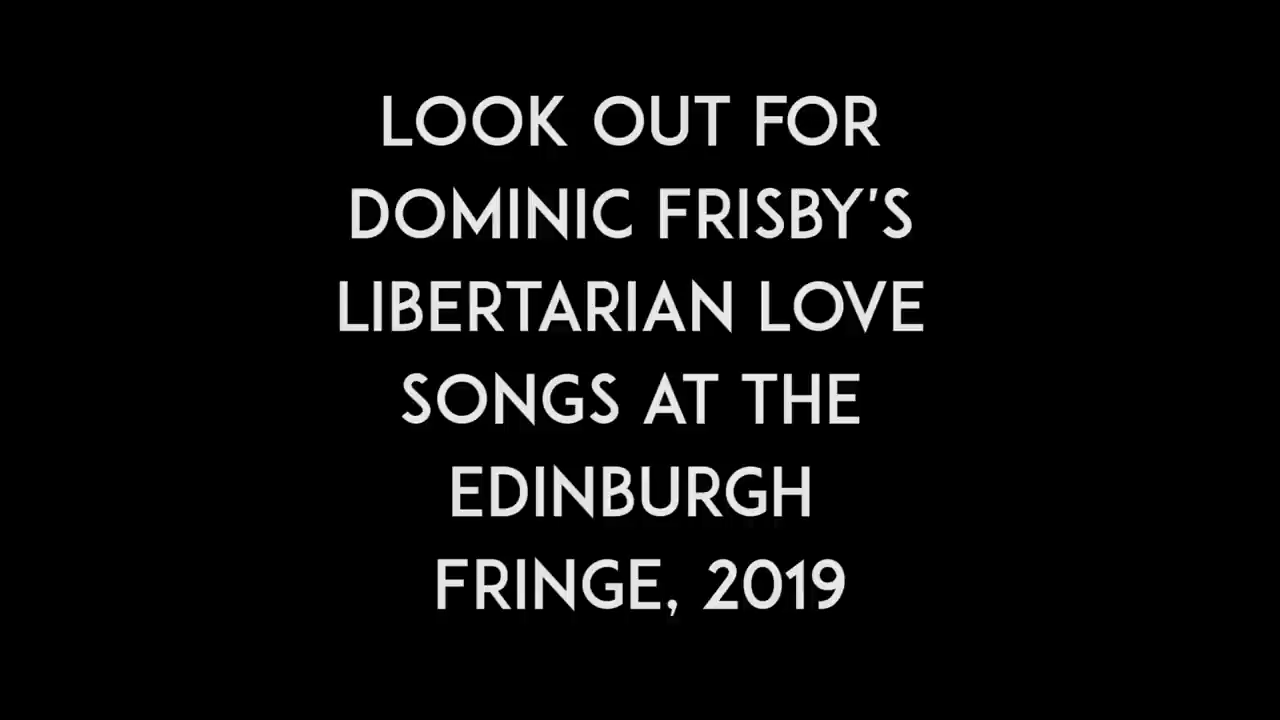 LOOK OUT FOR
DOMINIC FRISBY'S
LIBERTARIAN LOVE
SONGS AT THE
EDINBURGH
FRINGE, 2019